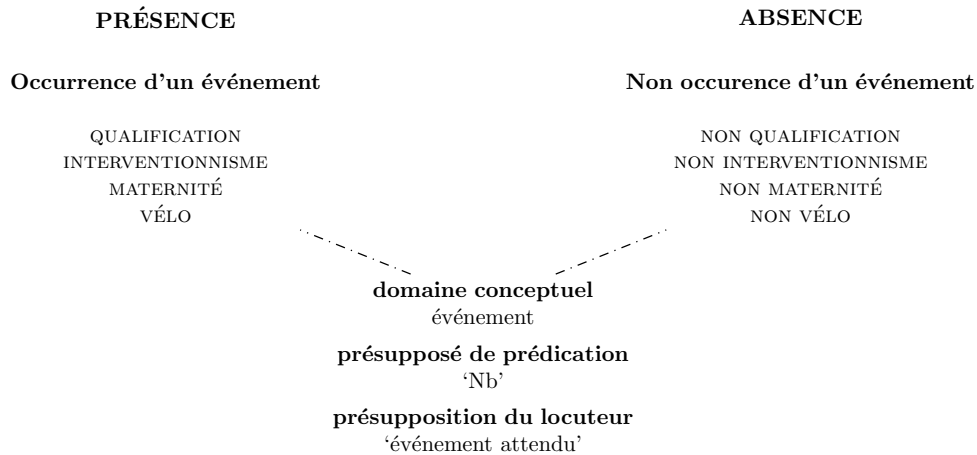 PRÉSENCE
Occurrence d'un événement
QUALIFICATION
INTERVENTIONNISME
MATERNITÉ
VÉLO
ABSENCE
Non occurence d'un événement
NON QUALIFICATION
NON INTERVENTIONNISME
NON MATERNITÉ
NON VÉLO
domaine conceptuel
événement
présupposé de prédication
‘Nb’
présupposition du locuteur
‘événement attendu’